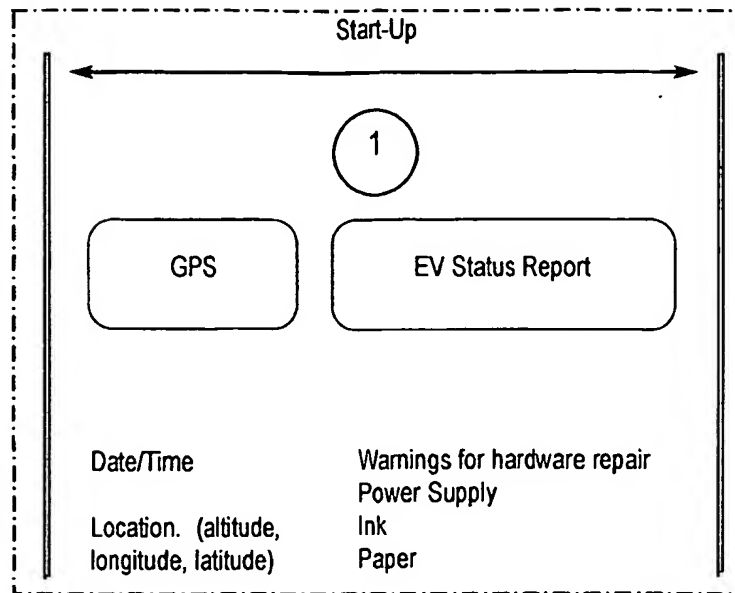 Start-Up
1
GPS
EV Status Report
Date/Time
Location. (altitude,
longitude, latitude)
Warnings for hardware repair
Power Supply
Ink
Paper